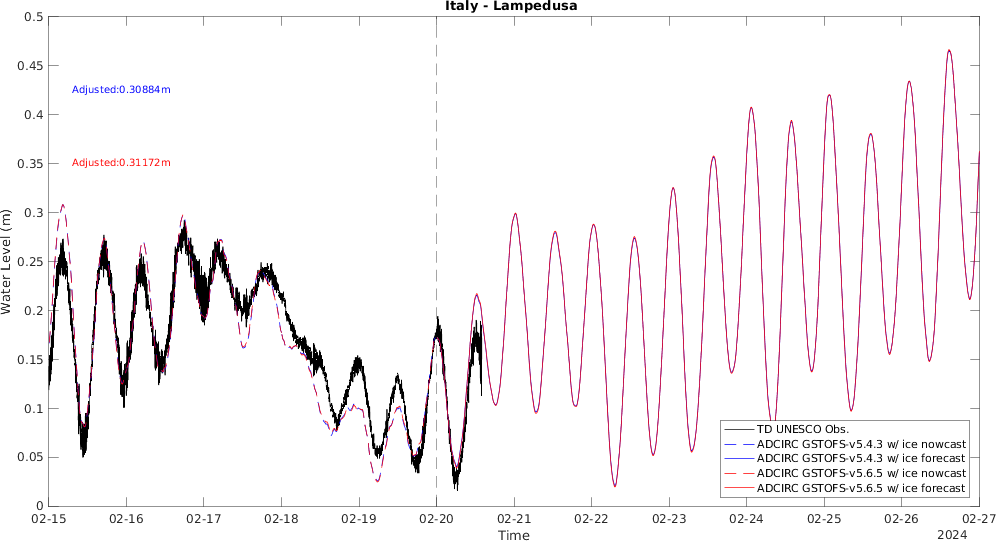 Italy - Lampedusa
0.5
0.45
0.4
0.35
0.3
0.25
0.2
0.15
0.1
0.05
0
Water Level (m)
Adjusted:0.30884m
Adjusted:0.31172m
TD UNESCO Obs.
ADCIRC GSTOFS-v5.4.3 w/ ice nowcast
ADCIRC GSTOFS-v5.4.3 w/ ice forecast
ADCIRC GSTOFS-v5.6.5 w/ ice nowcast
ADCIRC GSTOFS-v5.6.5 w/ ice forecast
02-15 02-16 02-17 02-18 02-19 02-20 02-21 02-22 02-23 02-24 02-25 02-26 02-27
Time
2024